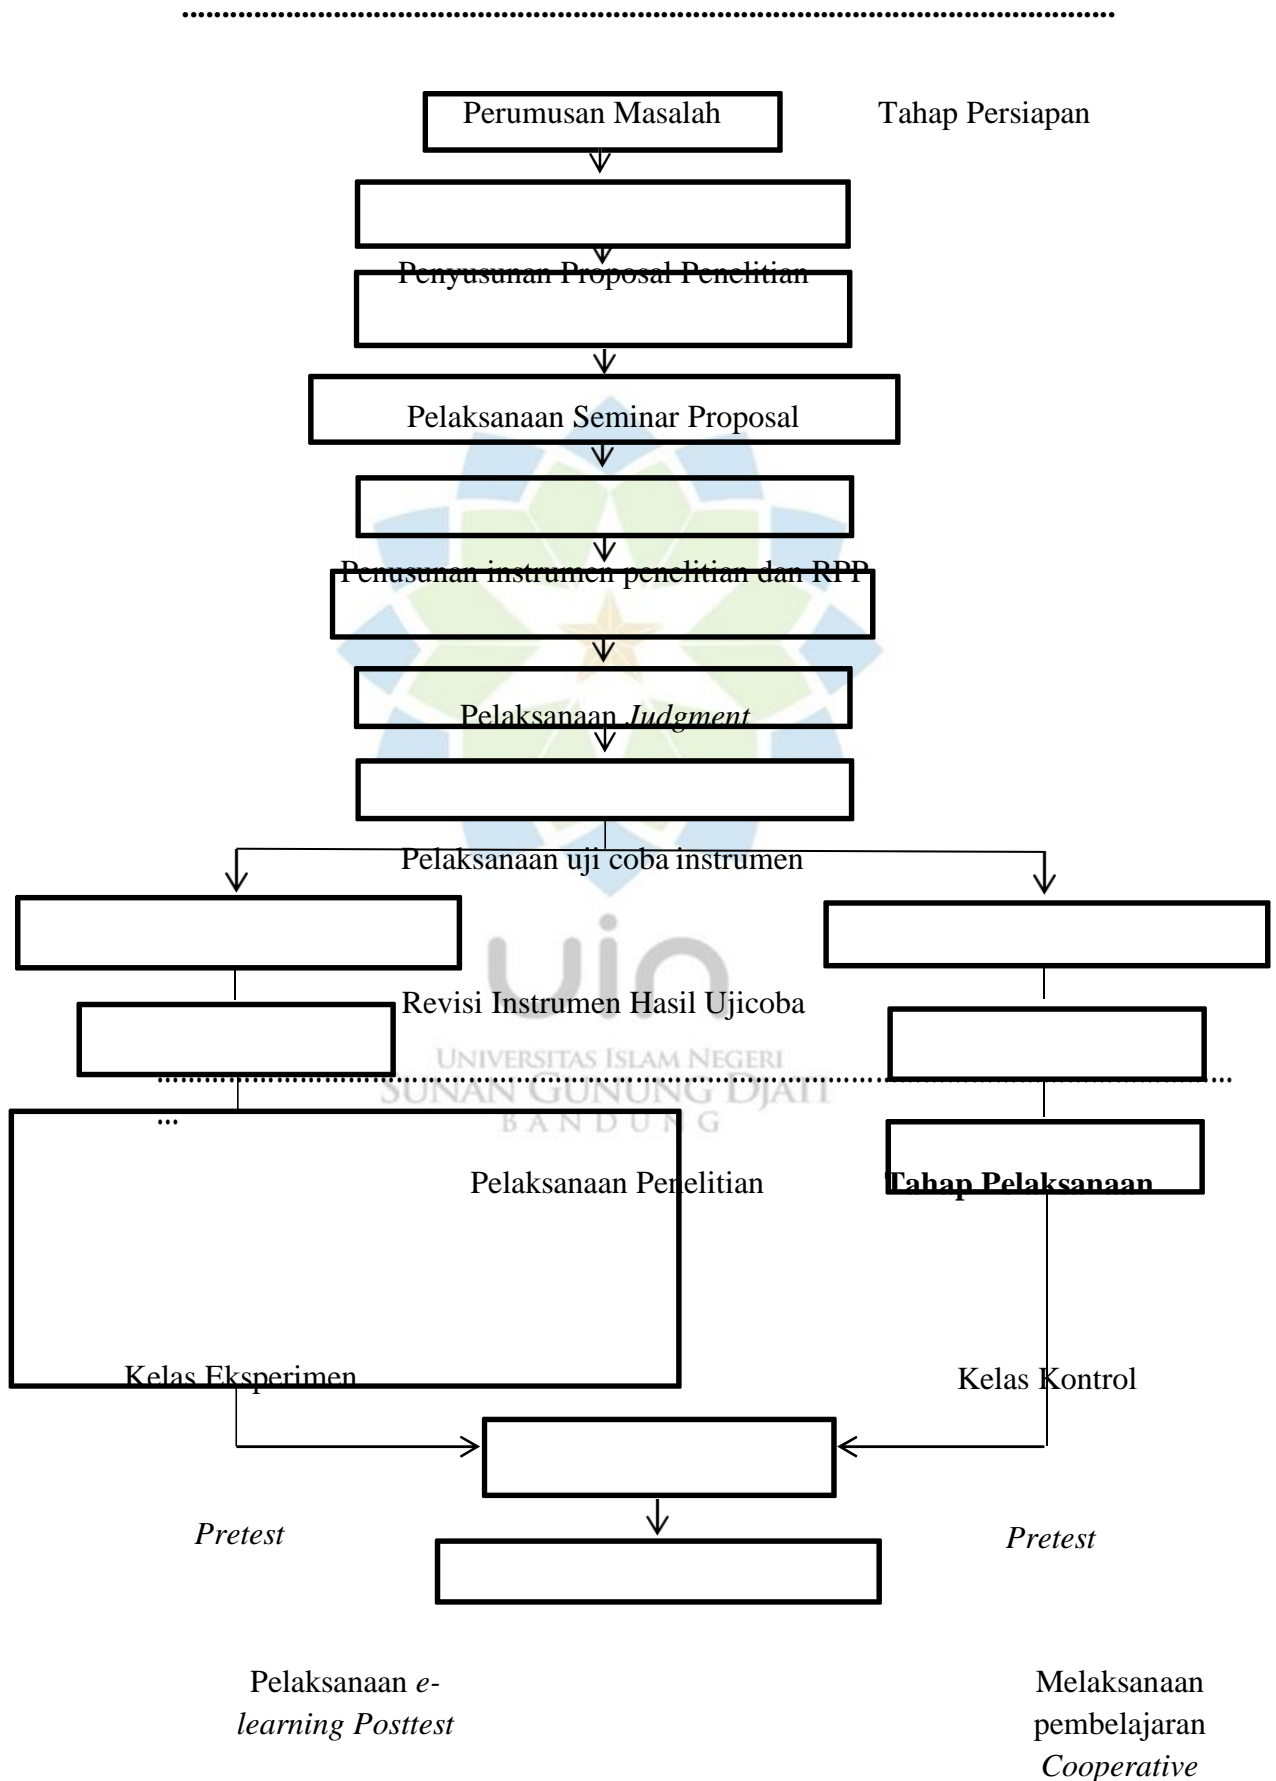 Perumusan Masalah Tahap Persiapan
Penyusunan Proposal Penelitian
Pelaksanaan Seminar Proposal
Penusunan instrumen penelitian dan RPP
Pelaksanaan Judgment
Pelaksanaan uji coba instrumen
uin
Revisi Instrumen Hasil Ujicoba
UNIVERSITAS ISLAM NEGERI
SUNAN GUNUNG DJATI
BANDUNG
...
Pelaksanaan Penelitian Tahap Pelaksanaan
Kelas Eksperimen Kelas Kontrol
Pretest Pretest
Pelaksanaan e-
learning Posttest
Melaksanaan
pembelajaran
Cooperative